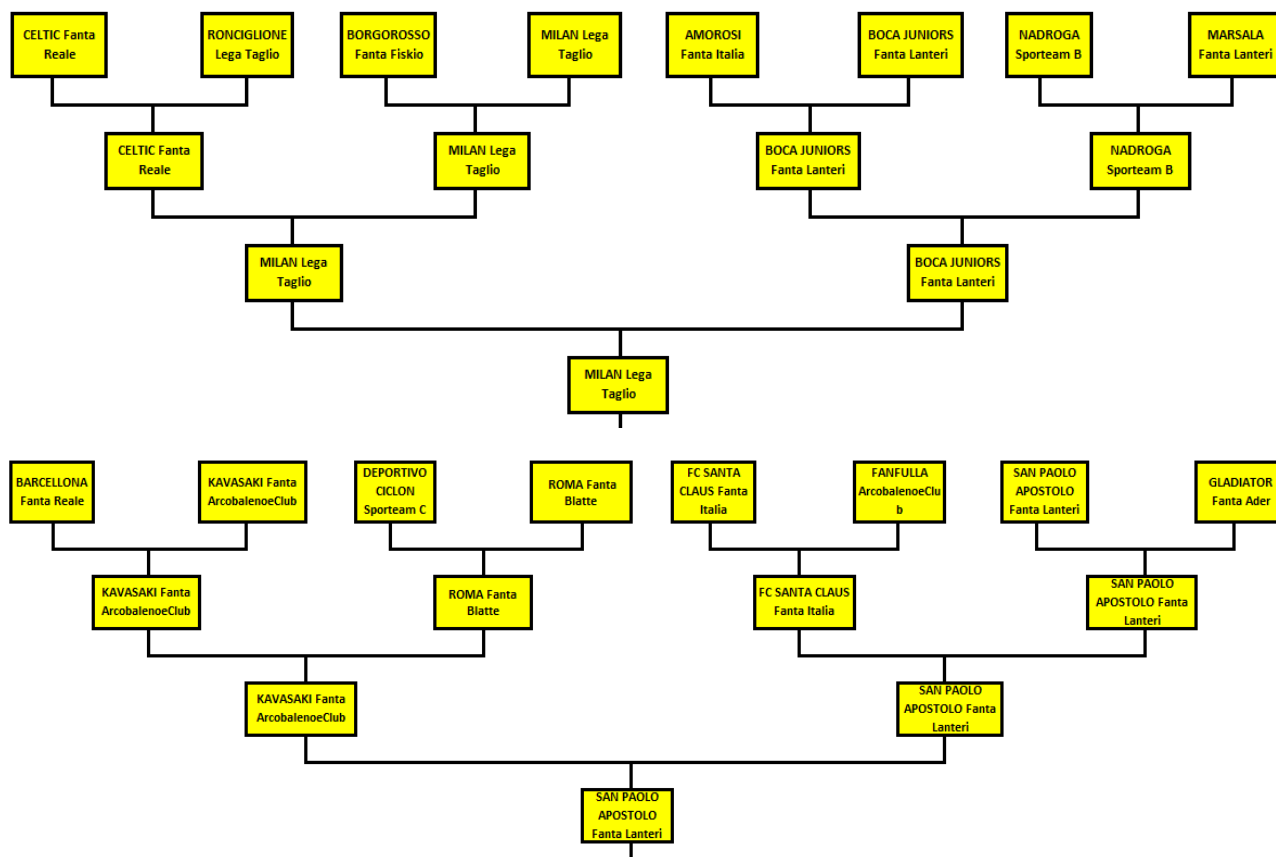 CELTIC Fanta
Reale
RONCIGLIONE
Lega Taglio
BORGOROSSO
Fanta Fiskio
MILAN Lega
Taglio
AMOROSI
Fanta Italia
BOCA JUNIORS
Fanta Lanteri
NADROGA
Sporteam B
MARSALA
Fanta Lanteri
CELTIC Fanta
Reale
MILAN Lega
Taglio
BOCA JUNIORS
Fanta Lanteri
NADROGA
Sporteam B
MILAN Lega
Taglio
BOCA JUNIORS
Fanta Lanteri
MILAN Lega
Taglio
BARCELLONA
Fanta Reale
KAVASAKI Fanta
ArcobalenoeClub
DEPORTIVO
CICLON
Sporteam C
ROMA Fanta
Blatte
FC SANTA
CLAUS Fanta
Italia
FANFULLA
ArcobalenoeClu
b
SAN PAOLO
APOSTOLO
Fanta Lanteri
GLADIATOR
Fanta Ader
KAVASAKI Fanta
ArcobalenoeClub
ROMA Fanta
Blatte
FC SANTA CLAUS
Fanta Italia
SAN PAOLO
APOSTOLO Fanta
Lanteri
KAVASAKI Fanta
ArcobalenoeClub
SAN PAOLO
APOSTOLO Fanta
Lanteri
SAN PAOLO
APOSTOLO
Fanta Lanteri